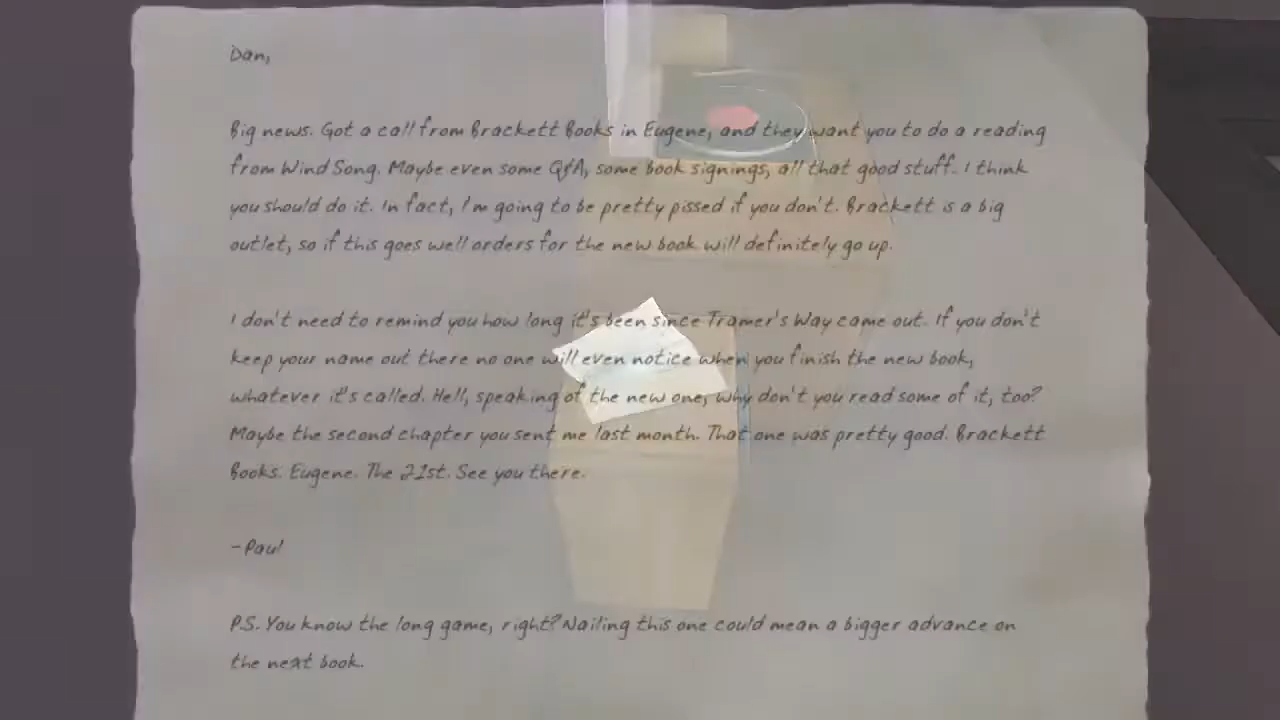 Dan,
Big news. Got a call from Brackett Books in Eugene, and they want you to do a reading
from Wind Song. Maybe even some Q&A, some book signings, all that good stuff. I think
you should do it. In fact, I'm going to be pretty pissed if you don't. Brackett is a big
outlet, so if this goes well orders for the new book will definitely go up.
I don't need to remind you how long it's been since Tramer's Way came out. If you don't
keep your name out there no one will even notice when you finish the new book,
whatever it's called. Hell, speaking of the new one, why don't you read some of it, too?
Maybe the second chapter you sent me last month. That one was pretty good. Brackett
Books. Eugene. The 21st. See you there.
-Paul
P.S. You know the long game, right? Nailing this one could mean a bigger advance on
the next book.